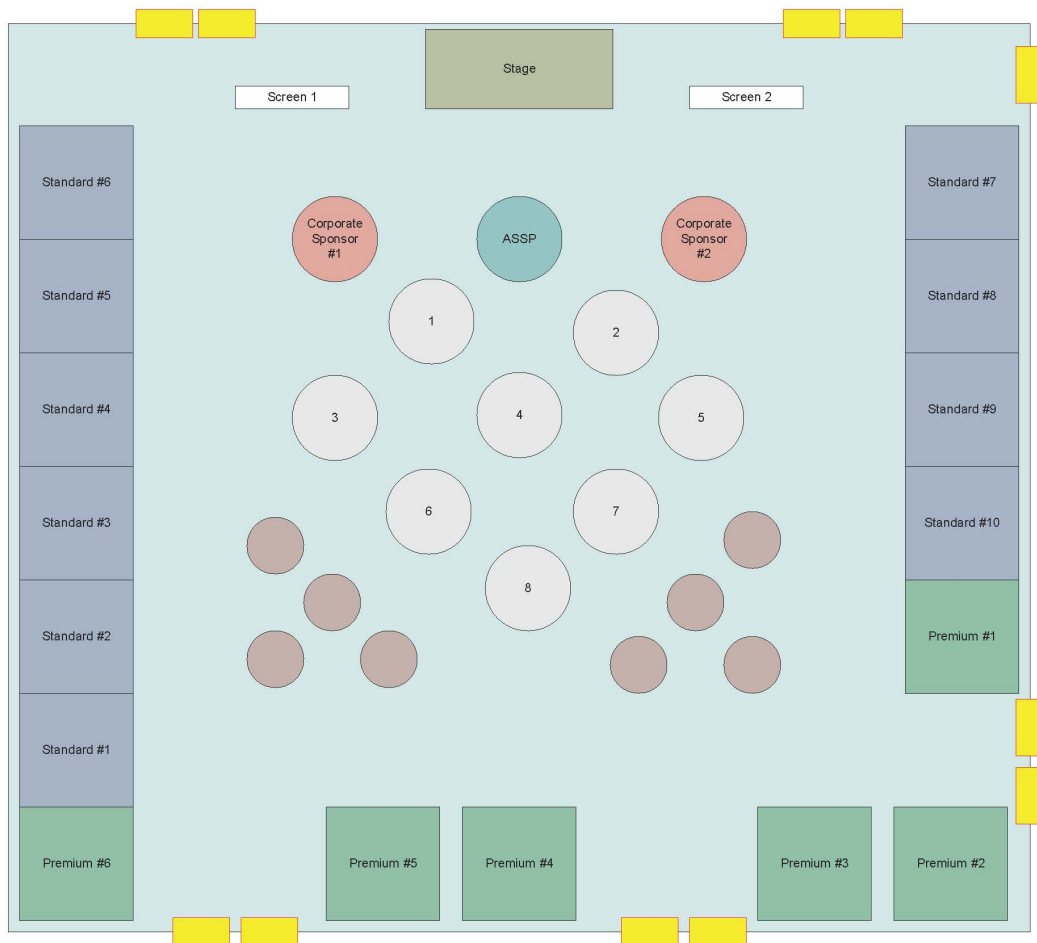 Stage
Screen 1
Screen 2
Standard #6
Standard #7
Corporate
Sponsor
#1
ASSP
Corporate
Sponsor
#2
Standard #5
Standard #8
1
2
Standard #4
3
4
5
Standard #9
Standard #3
6
7
Standard #10
8
Standard #2
Premium #1
Standard #1
Premium #6
Premium #5
Premium #4
Premium #3
Premium #2